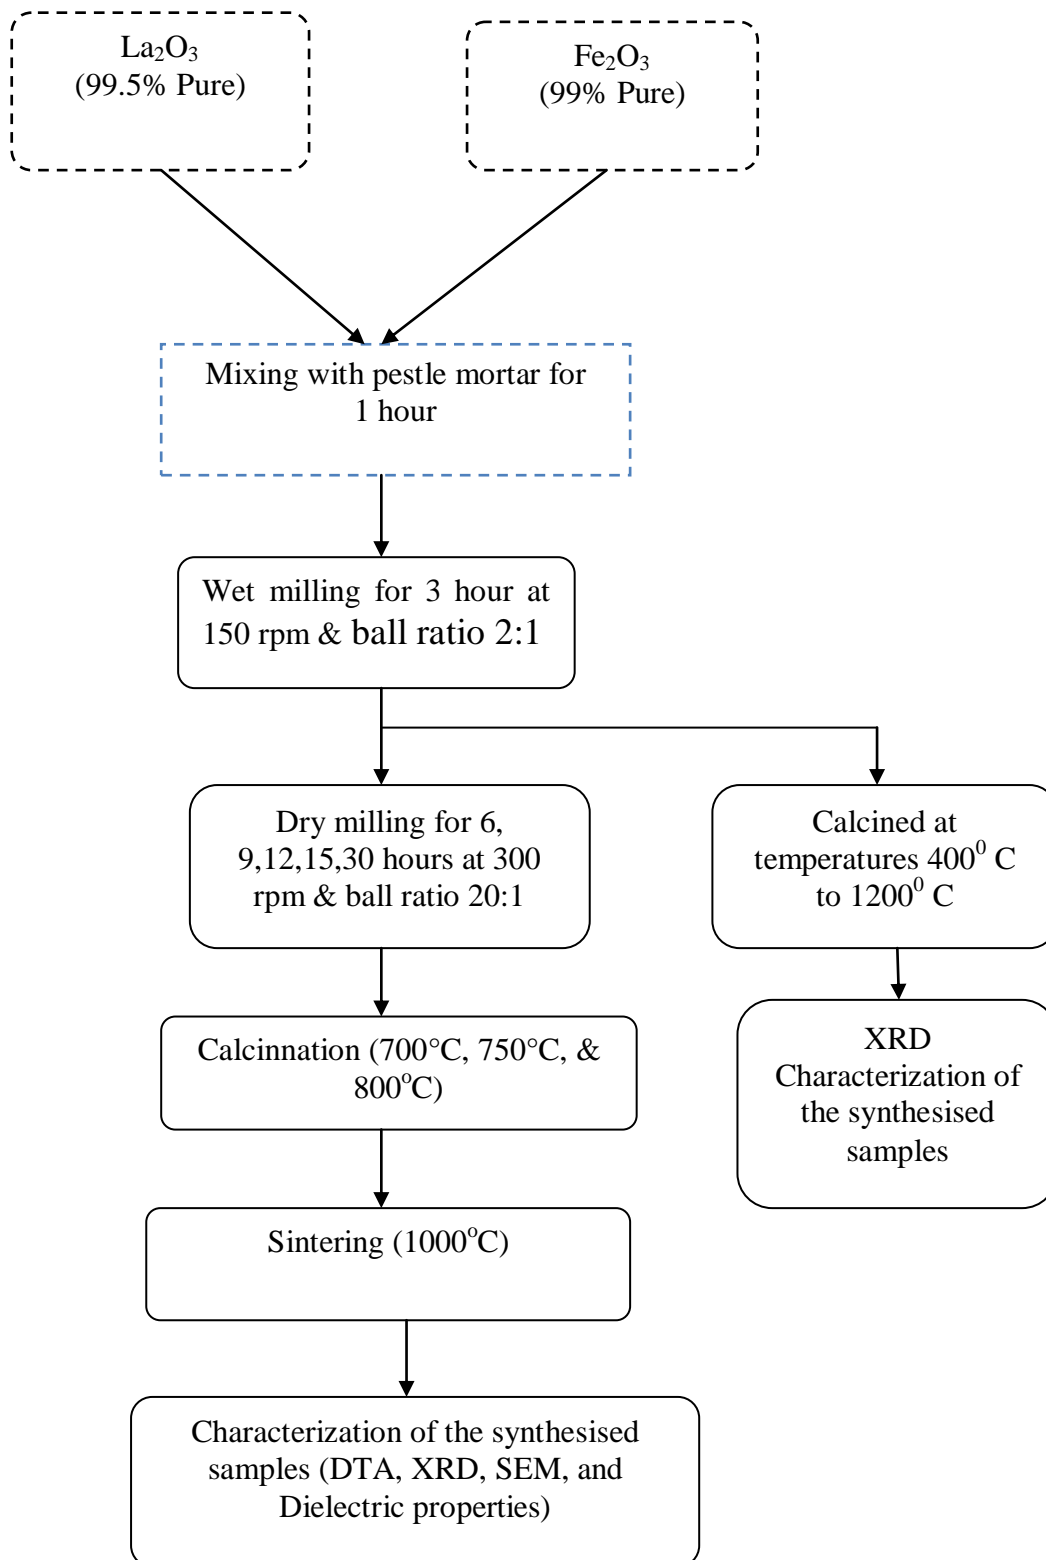 La₂O₃
(99.5% Pure)
Fe₂O₃
(99% Pure)
Mixing with pestle mortar for
1 hour
Wet milling for 3 hour at
150 rpm & ball ratio 2:1
Dry milling for 6,
9,12,15,30 hours at 300
rpm & ball ratio 20:1
Calcined at
temperatures 400⁰ C
to 1200⁰ C
Calcinnation (700°C, 750°C, &
800ᵒC)
XRD
Characterization of
the synthesised
samples
Sintering (1000ᵒC)
Characterization of the synthesised
samples (DTA, XRD, SEM, and
Dielectric properties)